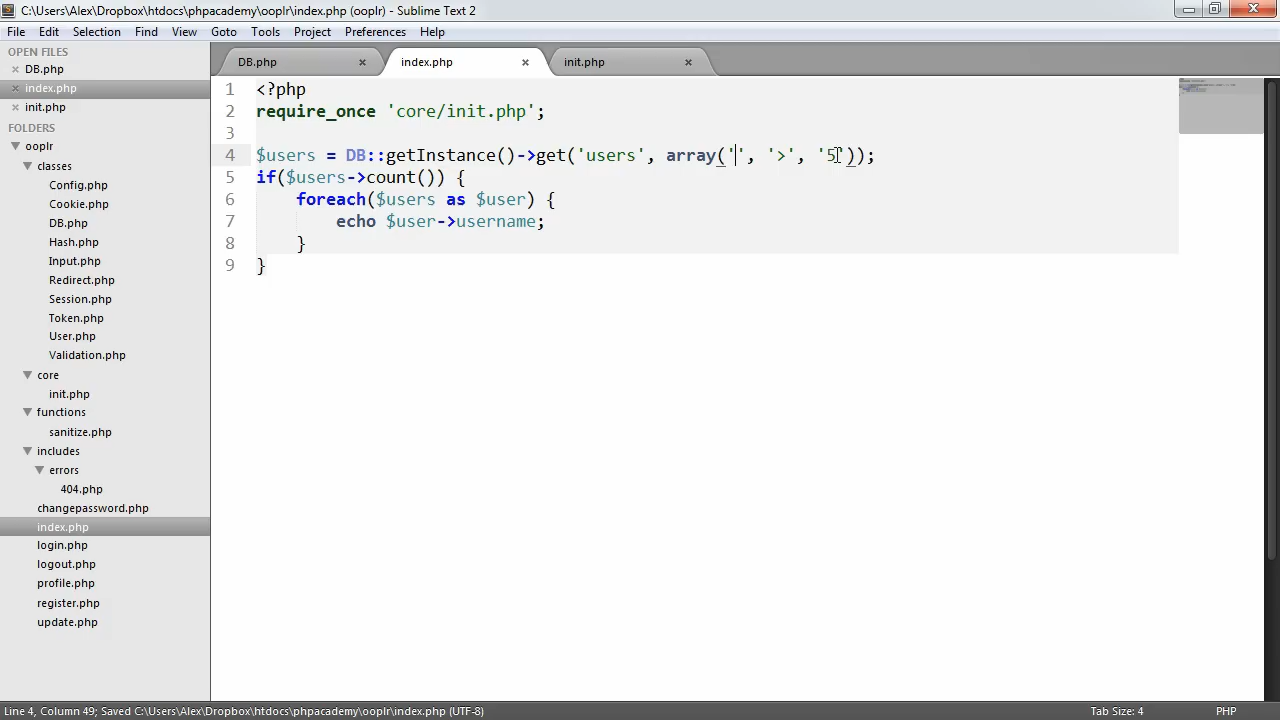 C:\Users\Alex\Dropbox\htdocs\phpacademy\ooplr\index.php (ooplr) - Sublime Text 2
File Edit Selection Find View Goto Tools Project Preferences Help
OPEN FILES
DB.php
index.php
init.php
FOLDERS
ooplr
classes
Config.php
Cookie.php
DB.php
Hash.php
Input.php
Redirect.php
Session.php
Token.php
User.php
Validation.php
core
init.php
functions
sanitize.php
includes
errors
404.php
changepassword.php
index.php
login.php
logout.php
profile.php
register.php
update.php
DB.php index.php init.php
1 <?php
2 require_once 'core/init.php';
3
4 $users = DB::getInstance()->get('users', array('', '>', '5'));
5 if($users->count()) {
6 foreach($users as $user) {
7 echo $user->username;
8 }
9 }
Line 4, Column 49; Saved C:\Users\Alex\Dropbox\htdocs\phpacademy\ooplr\index.php (UTF-8) Tab Size: 4 PHP